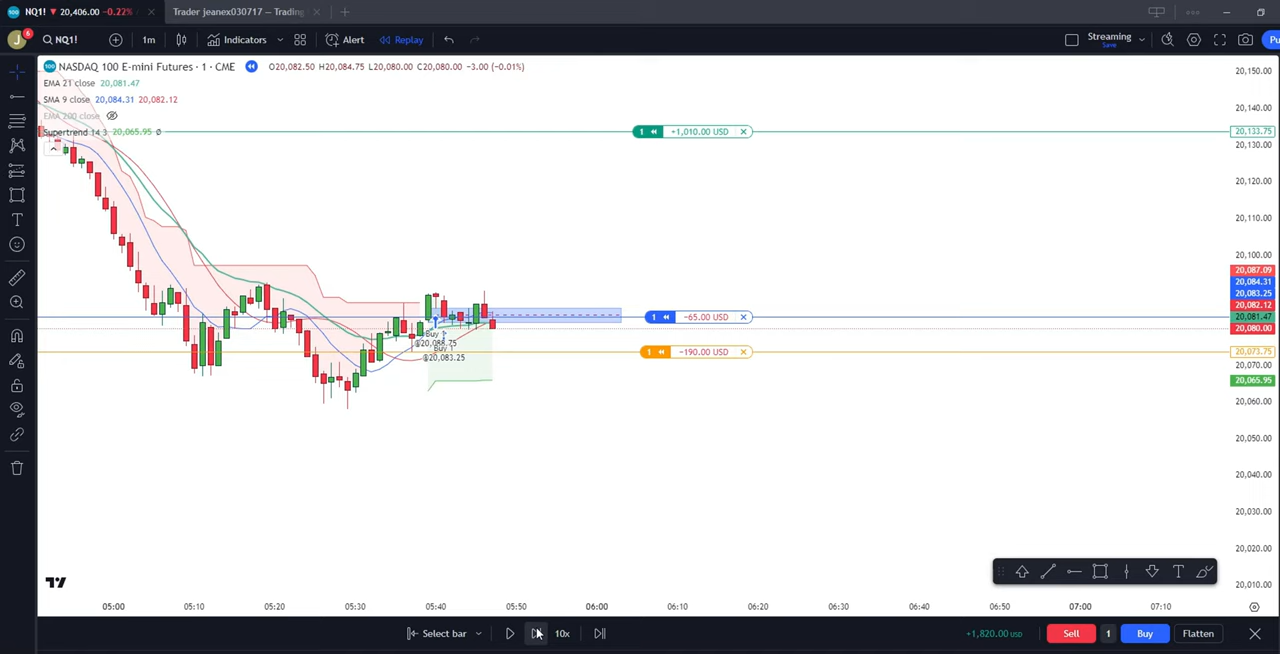 NQ1! ▼ 20,406.00 −0.22%
Trader jeanex030717 — Trading
J 6
NQ1!
1m
Indicators
Alert
Replay
Streaming
Save
Pu
NASDAQ 100 E-mini Futures · 1 · CME
O20,082.50 H20,084.75 L20,080.00 C20,080.00 −3.00 (−0.01%)
EMA 21 close 20,081.47
SMA 9 close 20,084.31 20,082.12
EMA 200 close
Supertrend 14 3 20,065.95 ø
1 +1,010.00 USD
1 −65.00 USD
1 −190.00 USD
Buy
Buy 1
@20,083.25
20,150.00
20,140.00
20,133.75
20,130.00
20,120.00
20,110.00
20,100.00
20,087.09
20,084.31
20,083.25
20,082.12
20,081.47
20,080.00
20,073.75
20,070.00
20,065.95
20,060.00
20,050.00
20,040.00
20,030.00
20,020.00
20,010.00
05:00 05:10 05:20 05:30 05:40 05:50 06:00 06:10 06:20 06:30 06:40 06:50 07:00 07:10
Select bar
10x
+1,820.00 USD
Sell
1
Buy
Flatten